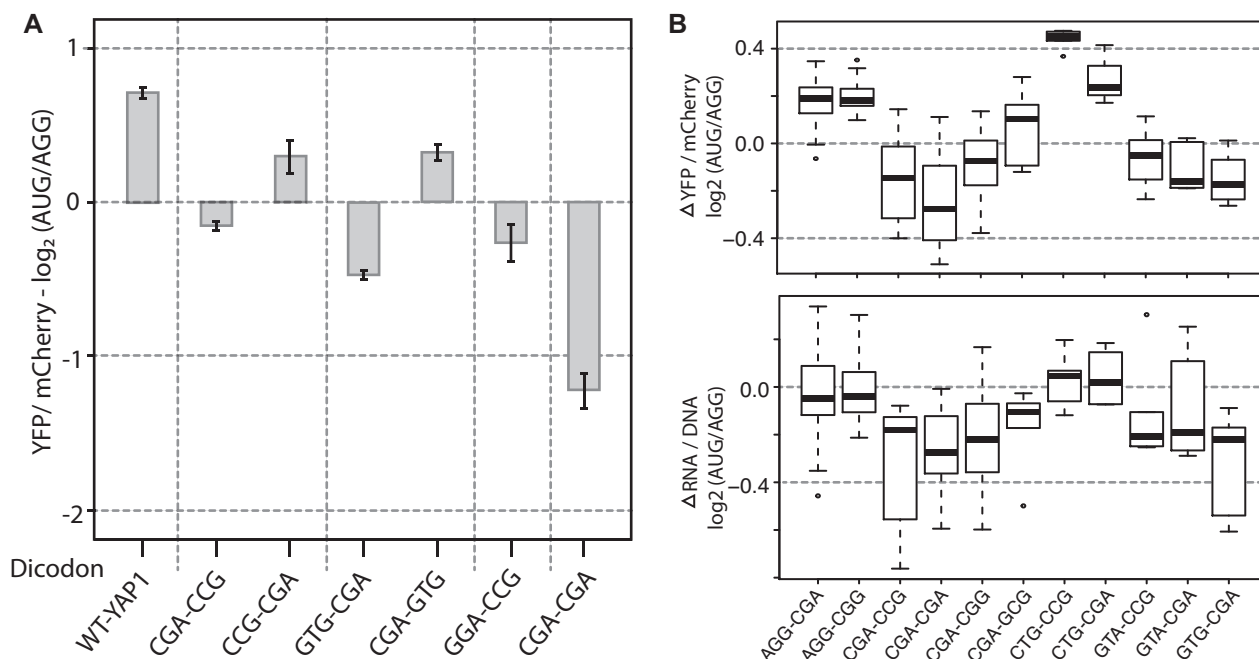 A
YFP/ mCherry - log2 (AUG/AGG)
1
0
-1
-2
Dicodon
WT-YAP1
CGA-CCG
CCG-CGA
GTG-CGA
CGA-GTG
GGA-CCG
CGA-CGA
B
ΔYFP / mCherry
log2 (AUG/AGG)
0.4
0.0
−0.4
ΔRNA / DNA
log2 (AUG/AGG)
0.0
−0.4
AGG-CGA
AGG-CGG
CGA-CCG
CGA-CGA
CGA-CGG
CGA-GCG
CTG-CCG
CTG-CGA
GTA-CCG
GTA-CGA
GTG-CGA